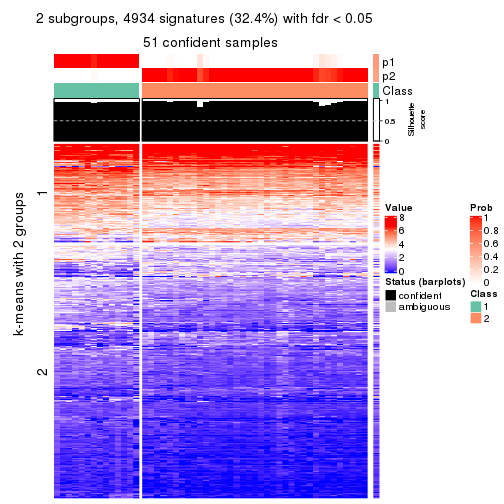 2 subgroups, 4934 signatures (32.4%) with fdr < 0.05
51 confident samples
p1
p2
Class
1
0.5
0
Silhouette
score
k-means with 2 groups
1
2
Value
8
6
4
2
0
Status (barplots)
confident
ambiguous
Prob
1
0.8
0.6
0.4
0.2
0
Class
1
2